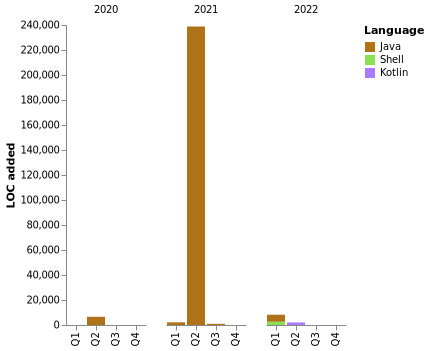 2020 2021 2022
Language
Java
Shell
Kotlin
LOC added
240,000
220,000
200,000
180,000
160,000
140,000
120,000
100,000
80,000
60,000
40,000
20,000
0
Q1 Q2 Q3 Q4 Q1 Q2 Q3 Q4 Q1 Q2 Q3 Q4